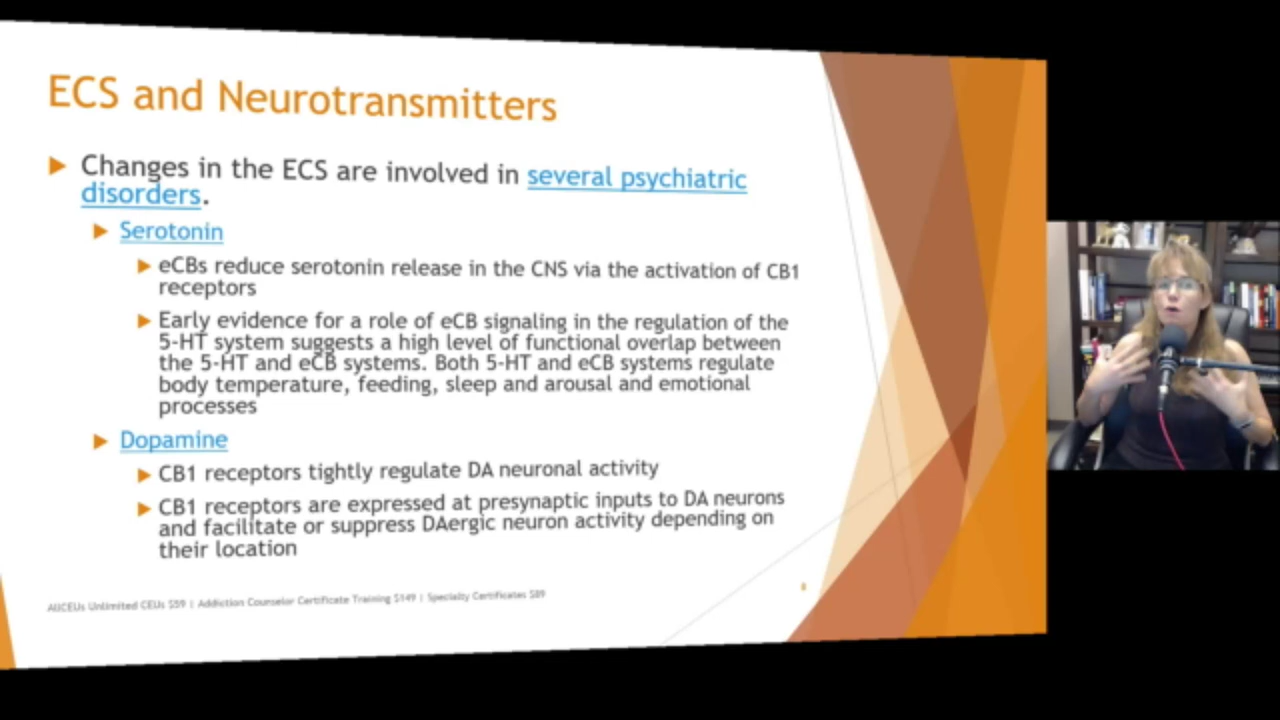 ECS and Neurotransmitters
Changes in the ECS are involved in several psychiatric
disorders.
Serotonin
eCBs reduce serotonin release in the CNS via the activation of CB1
receptors
Early evidence for a role of eCB signaling in the regulation of the
5-HT system suggests a high level of functional overlap between
the 5-HT and eCB systems. Both 5-HT and eCB systems regulate
body temperature, feeding, sleep and arousal and emotional
processes
Dopamine
CB1 receptors tightly regulate DA neuronal activity
CB1 receptors are expressed at presynaptic inputs to DA neurons
and facilitate or suppress DAergic neuron activity depending on
their location
AllCEUs Unlimited CEUs $59 | Addiction Counselor Certificate Training $149 | Specialty Certificates $89